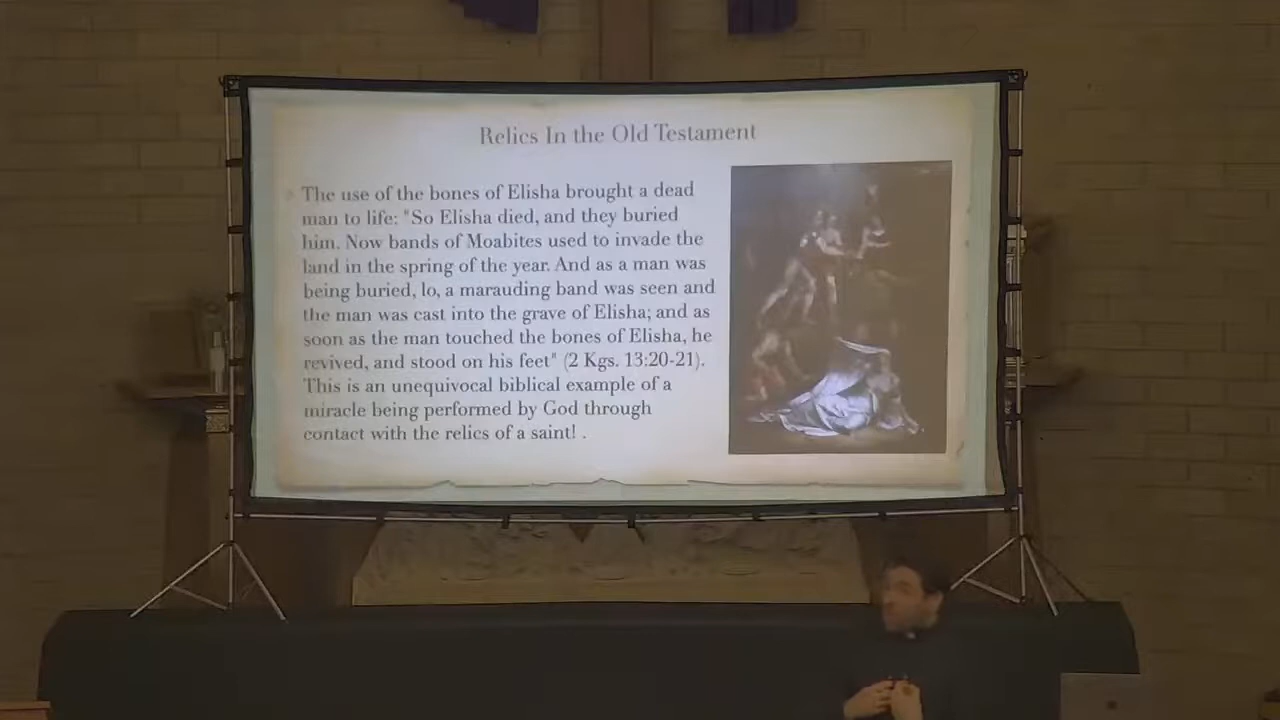 Relics In the Old Testament
The use of the bones of Elisha brought a dead
man to life: "So Elisha died, and they buried
him. Now bands of Moabites used to invade the
land in the spring of the year. And as a man was
being buried, lo, a marauding band was seen and
the man was cast into the grave of Elisha; and as
soon as the man touched the bones of Elisha, he
revived, and stood on his feet" (2 Kgs. 13:20-21).
This is an unequivocal biblical example of a
miracle being performed by God through
contact with the relics of a saint! .